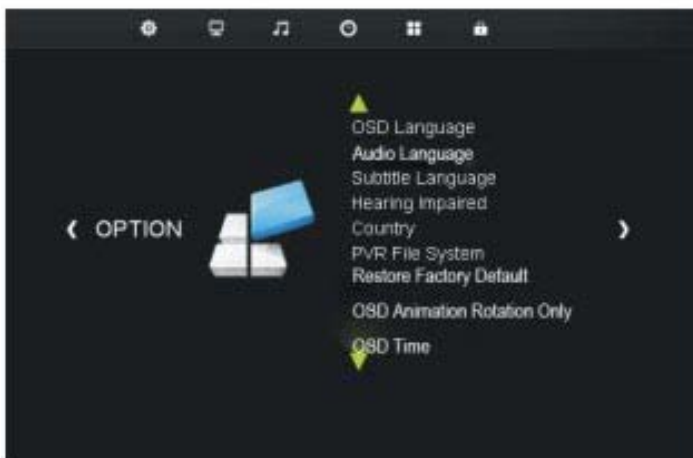 OPTION
OSD Language
Audio Language
Subtitle Language
Hearing Impaired
Country
PVR File System
Restore Factory Default
OSD Animation Rotation Only
OSD Time